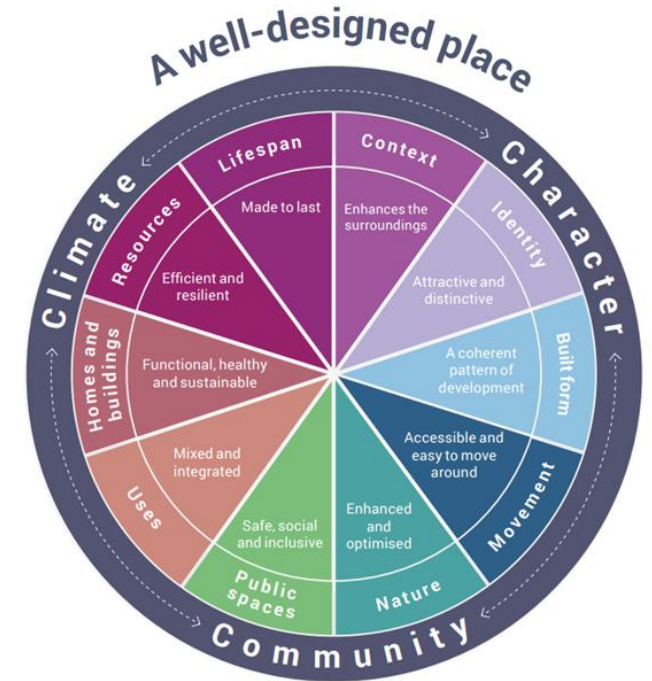 A well-designed place
Climate
Character
Community
Context
Enhances the
surroundings
Identity
Attractive and
distinctive
Built form
A coherent
pattern of
development
Movement
Accessible and
easy to move
around
Nature
Enhanced
and
optimised
Public
spaces
Safe, social
and inclusive
Uses
Mixed and
integrated
Homes and
buildings
Functional, healthy
and sustainable
Resources
Efficient and
resilient
Lifespan
Made to last